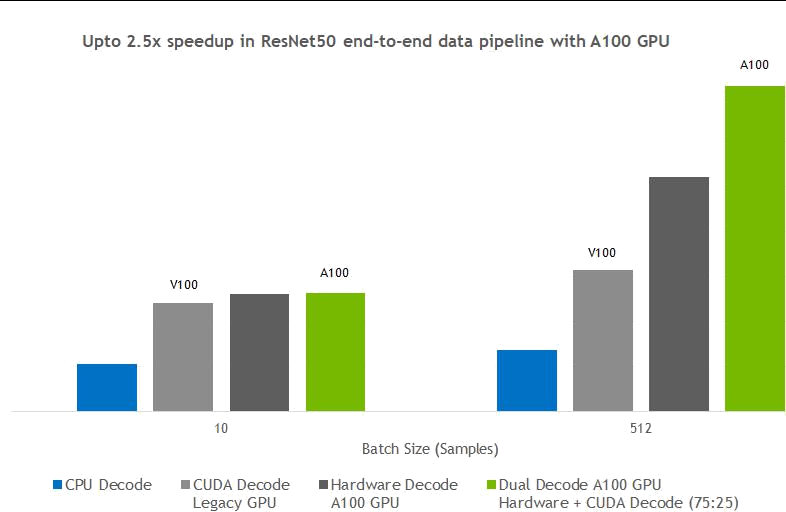 Upto 2.5x speedup in ResNet50 end-to-end data pipeline with A100 GPU
A100
V100
A100
V100
10
512
Batch Size (Samples)
CPU Decode
CUDA Decode
Legacy GPU
Hardware Decode
A100 GPU
Dual Decode A100 GPU
Hardware + CUDA Decode (75:25)